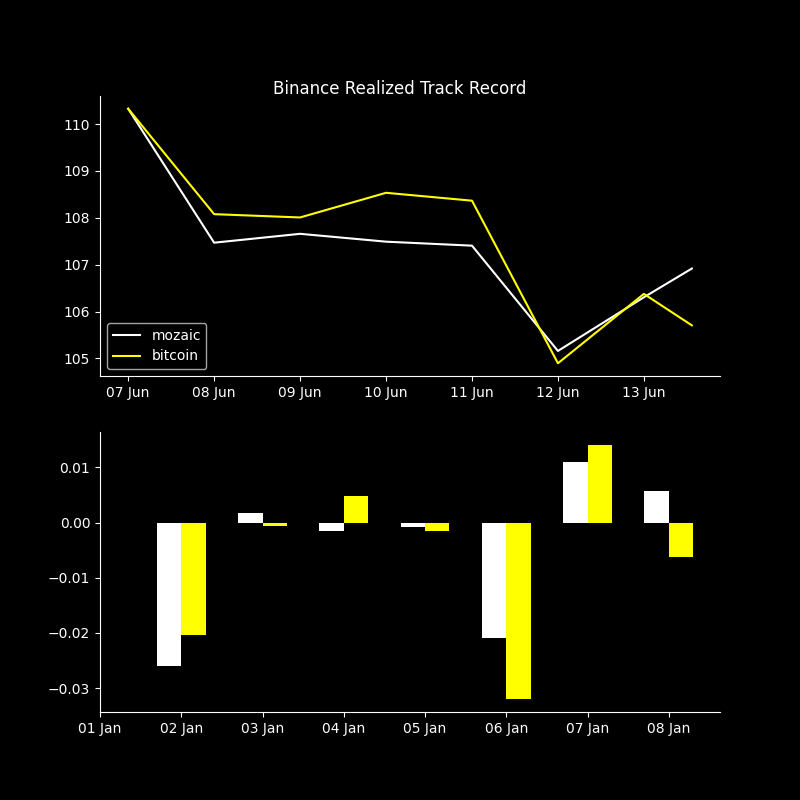 Binance Realized Track Record
110
109
108
107
106
105
mozaic
bitcoin
07 Jun 08 Jun 09 Jun 10 Jun 11 Jun 12 Jun 13 Jun
0.01
0.00
−0.01
−0.02
−0.03
01 Jan 02 Jan 03 Jan 04 Jan 05 Jan 06 Jan 07 Jan 08 Jan